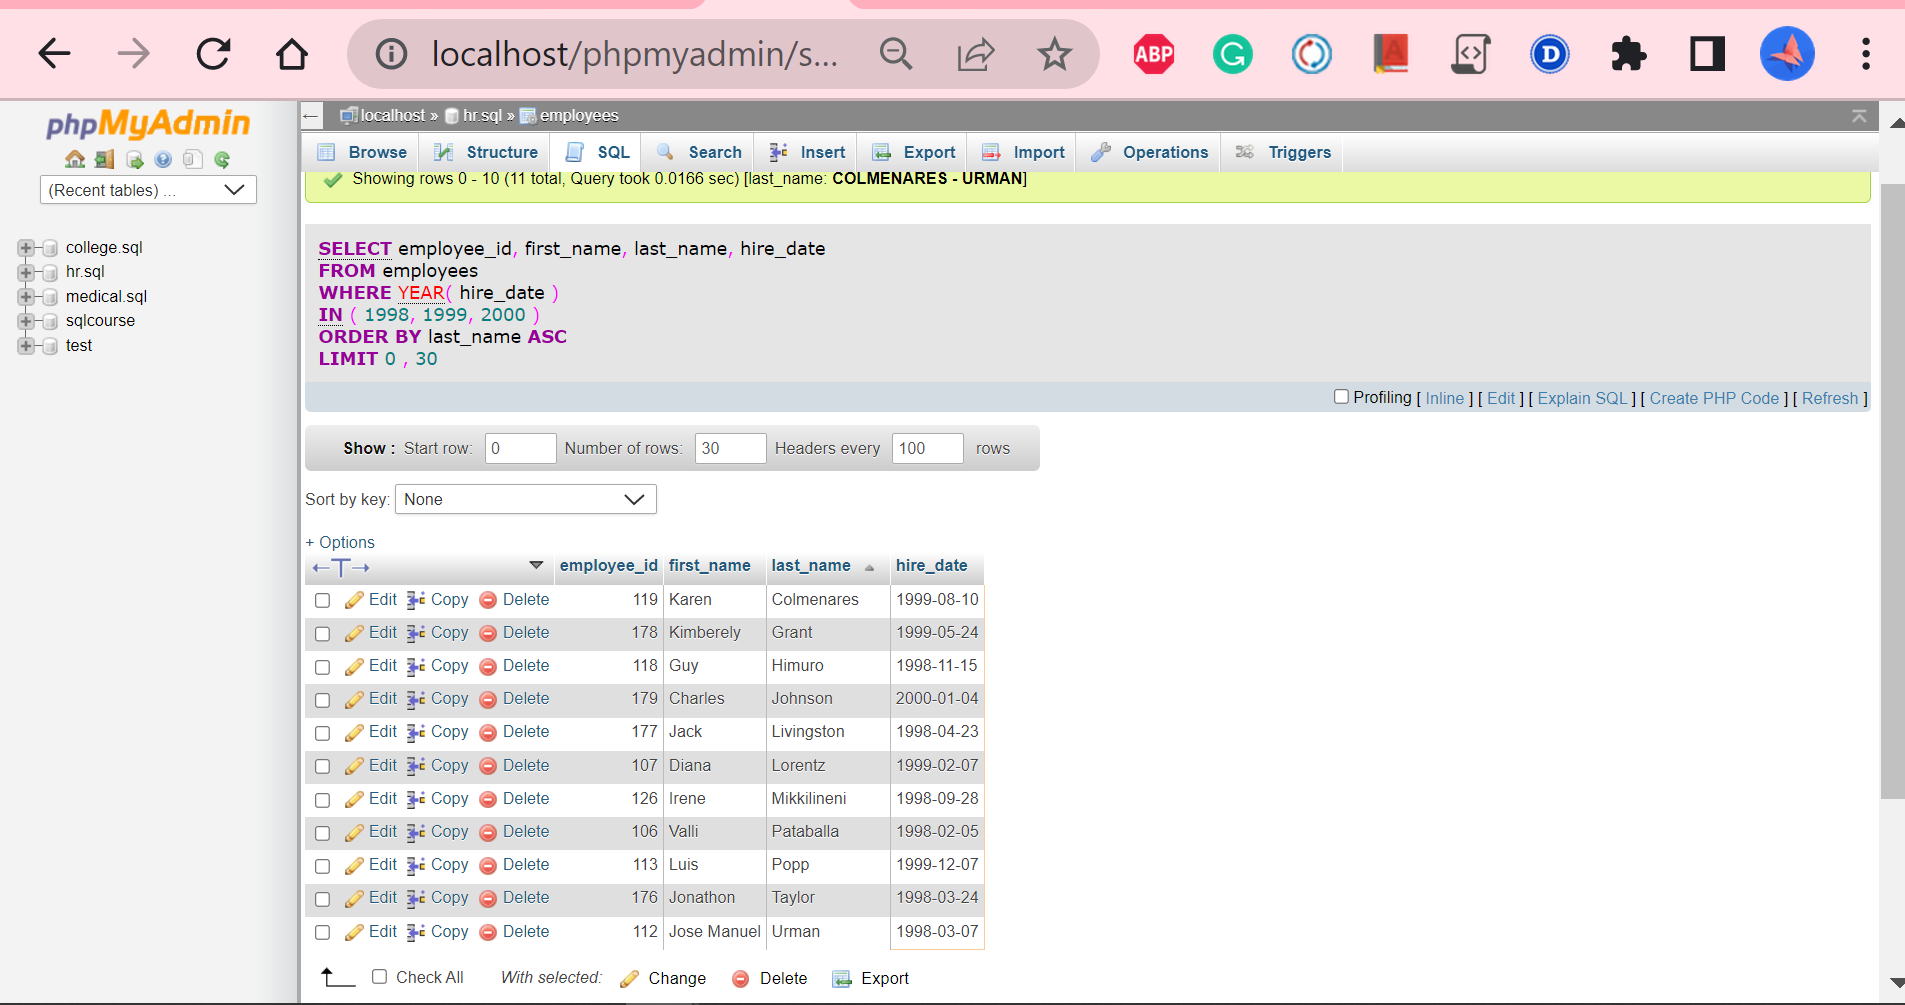 localhost/phpmyadmin/s...
ABP
G
A
D
phpMyAdmin
(Recent tables) ...
college.sql
hr.sql
medical.sql
sqlcourse
test
localhost » hr.sql » employees
Browse Structure SQL Search Insert Export Import Operations Triggers
Showing rows 0 - 10 (11 total, Query took 0.0166 sec) [last_name: COLMENARES - URMAN]
SELECT employee_id, first_name, last_name, hire_date
FROM employees
WHERE YEAR( hire_date )
IN ( 1998, 1999, 2000 )
ORDER BY last_name ASC
LIMIT 0 , 30
Profiling [ Inline ] [ Edit ] [ Explain SQL ] [ Create PHP Code ] [ Refresh ]
Show : Start row: 0 Number of rows: 30 Headers every 100 rows
Sort by key: None
+ Options
←T→ employee_id first_name last_name hire_date
Edit Copy Delete 119 Karen Colmenares 1999-08-10
Edit Copy Delete 178 Kimberely Grant 1999-05-24
Edit Copy Delete 118 Guy Himuro 1998-11-15
Edit Copy Delete 179 Charles Johnson 2000-01-04
Edit Copy Delete 177 Jack Livingston 1998-04-23
Edit Copy Delete 107 Diana Lorentz 1999-02-07
Edit Copy Delete 126 Irene Mikkilineni 1998-09-28
Edit Copy Delete 106 Valli Pataballa 1998-02-05
Edit Copy Delete 113 Luis Popp 1999-12-07
Edit Copy Delete 176 Jonathon Taylor 1998-03-24
Edit Copy Delete 112 Jose Manuel Urman 1998-03-07
Check All With selected: Change Delete Export